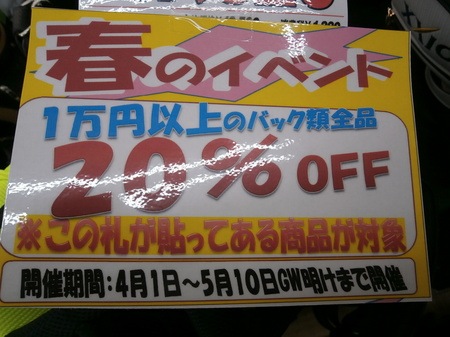 春のイベント
1万円以上のバック類全品
20% OFF
※この札が貼ってある商品が対象
開催期間:4月1日〜5月10日GW明けまで開催